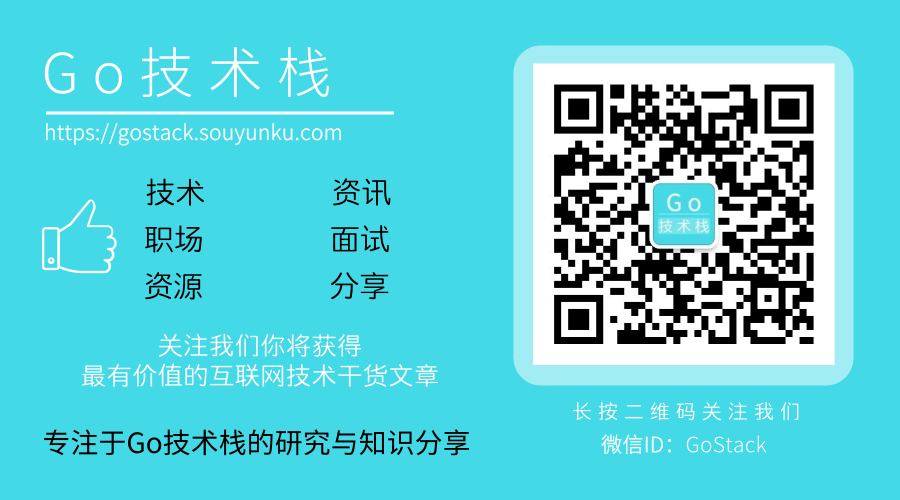 Go技术栈
https://gostack.souyunku.com
技术 资讯
职场 面试
资源 分享
关注我们你将获得
最有价值的互联网技术干货文章
专注于Go技术栈的研究与知识分享
Go
技术栈
长按二维码关注我们
微信ID：GoStack